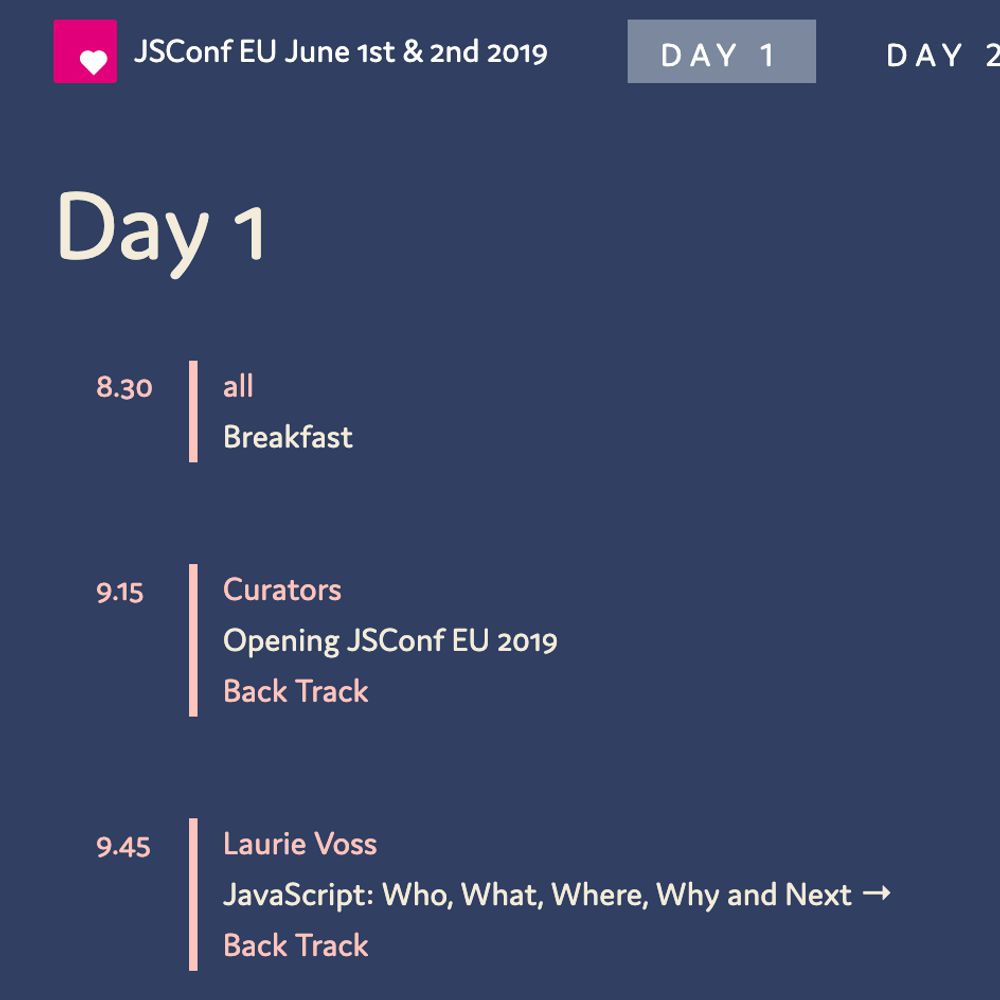 JSConf EU June 1st & 2nd 2019
DAY 1
DAY 2
Day 1
8.30
all
Breakfast
9.15
Curators
Opening JSConf EU 2019
Back Track
9.45
Laurie Voss
JavaScript: Who, What, Where, Why and Next →
Back Track